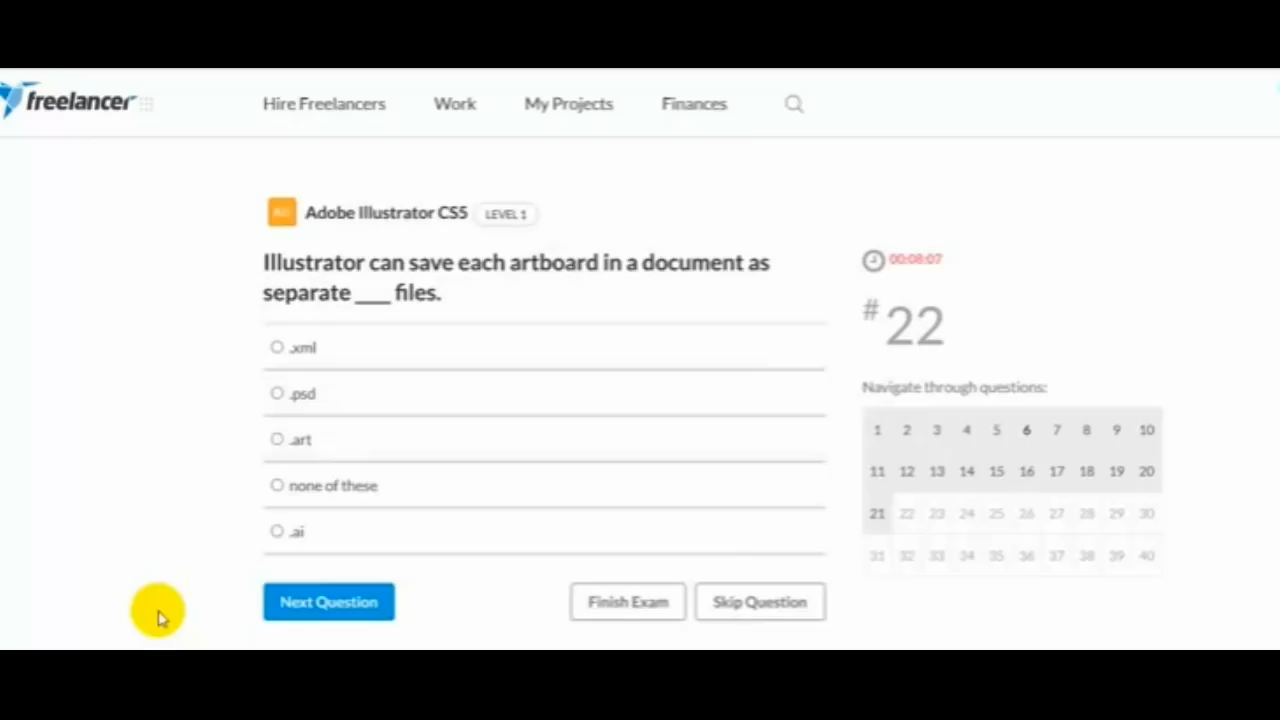 freelancer
Hire Freelancers Work My Projects Finances
Adobe Illustrator CS5 LEVEL 1
Illustrator can save each artboard in a document as
separate ____ files.
.xml
.psd
.art
none of these
.ai
Next Question Finish Exam Skip Question
00:08:07
#22
Navigate through questions:
1 2 3 4 5 6 7 8 9 10
11 12 13 14 15 16 17 18 19 20
21 22 23 24 25 26 27 28 29 30
31 32 33 34 35 36 37 38 39 40